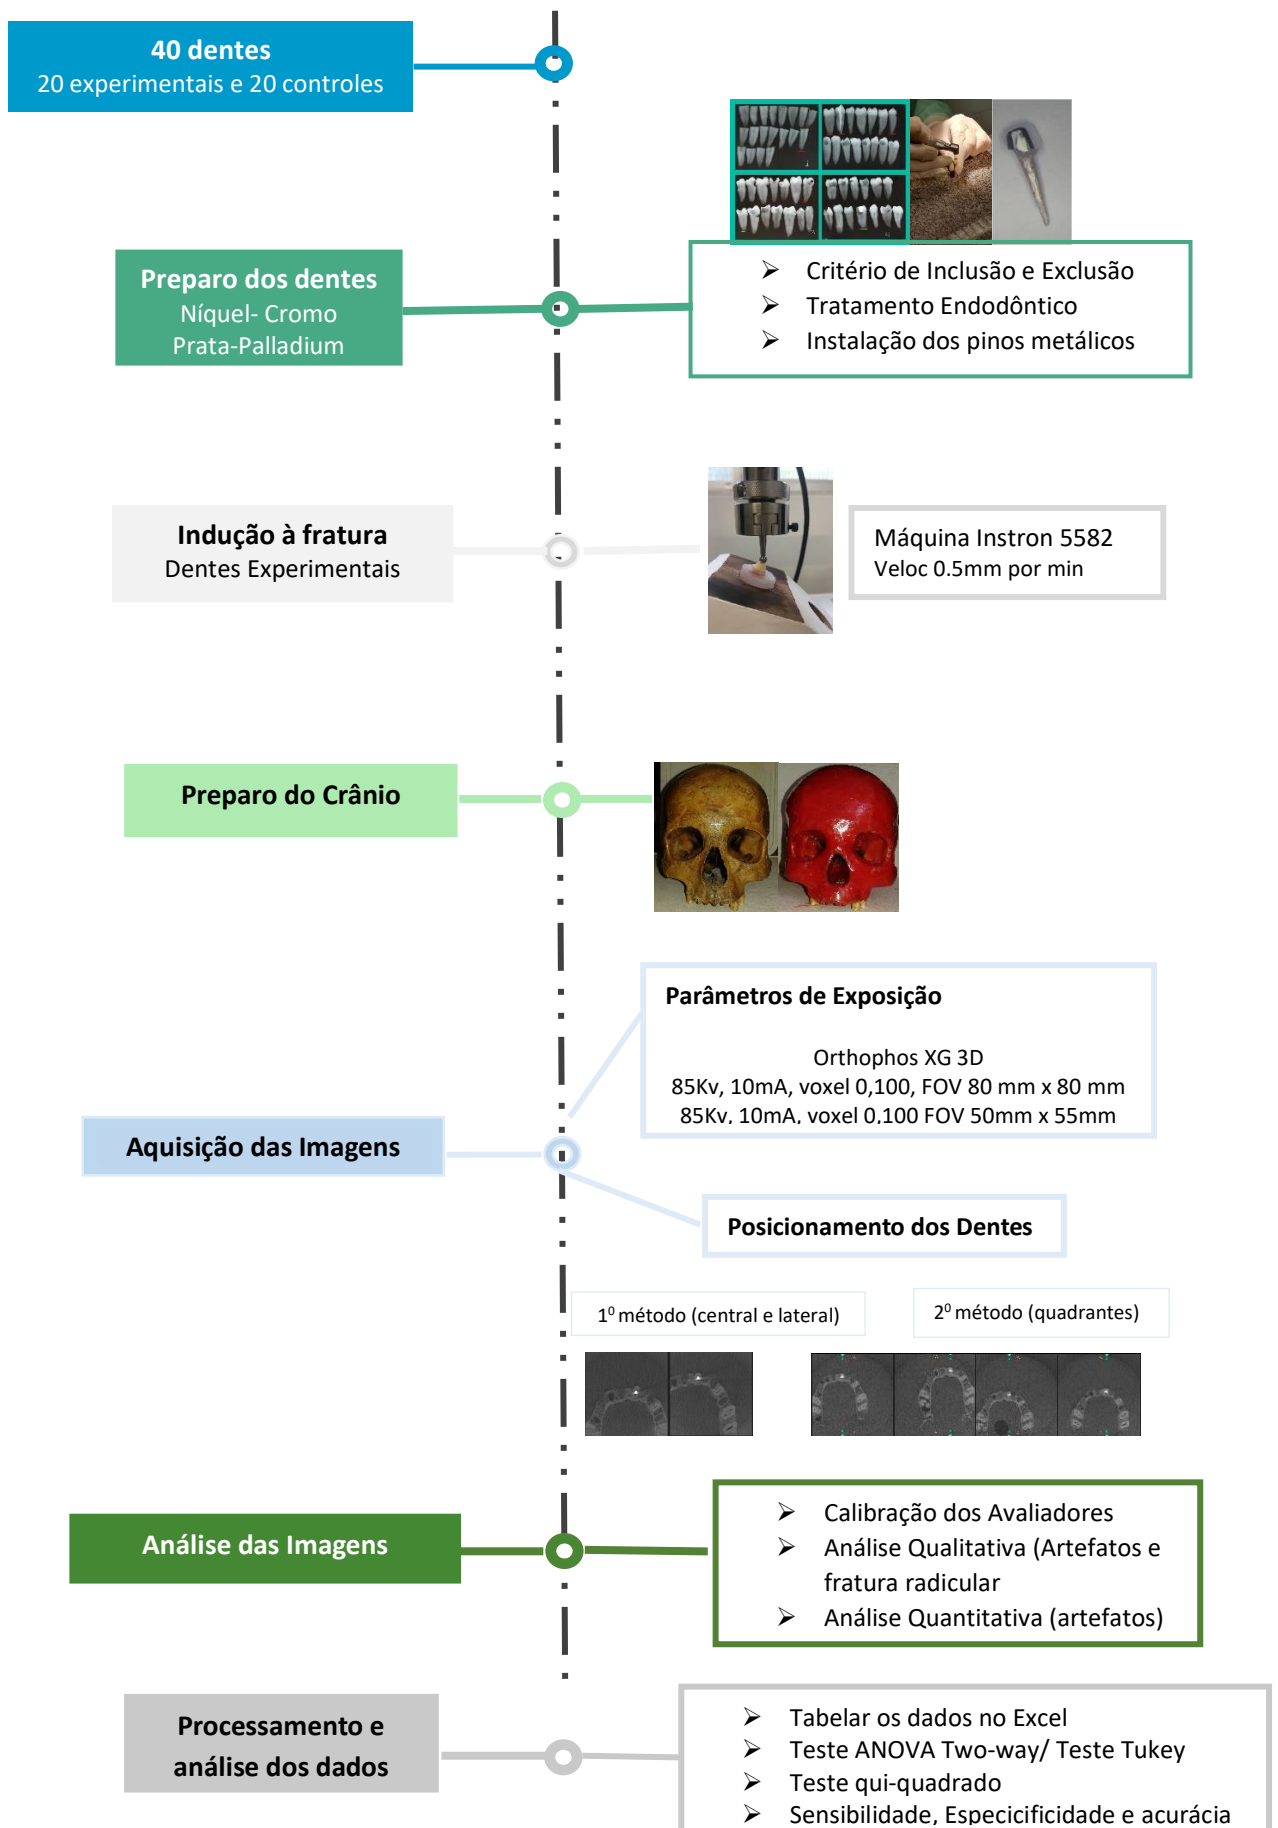 40 dentes
20 experimentais e 20 controles
Preparo dos dentes
Níquel- Cromo
Prata-Palladium
➢ Critério de Inclusão e Exclusão
➢ Tratamento Endodôntico
➢ Instalação dos pinos metálicos
Indução à fratura
Dentes Experimentais
Máquina Instron 5582
Veloc 0.5mm por min
Preparo do Crânio
Parâmetros de Exposição
Orthophos XG 3D
85Kv, 10mA, voxel 0,100, FOV 80 mm x 80 mm
85Kv, 10mA, voxel 0,100 FOV 50mm x 55mm
Aquisição das Imagens
Posicionamento dos Dentes
1⁰ método (central e lateral)
2⁰ método (quadrantes)
Análise das Imagens
➢ Calibração dos Avaliadores
➢ Análise Qualitativa (Artefatos e
fratura radicular
➢ Análise Quantitativa (artefatos)
Processamento e
análise dos dados
➢ Tabelar os dados no Excel
➢ Teste ANOVA Two-way/ Teste Tukey
➢ Teste qui-quadrado
➢ Sensibilidade, Especicificidade e acurácia